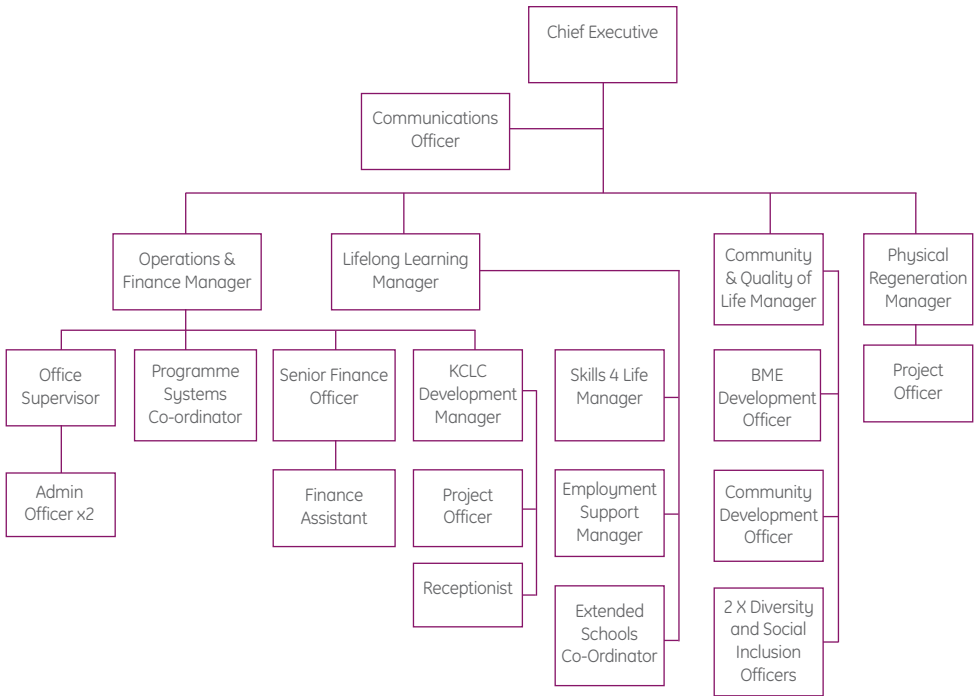 Chief Executive
Communications
Officer
Operations &
Finance Manager
Lifelong Learning
Manager
Community
& Quality of
Life Manager
Physical
Regeneration
Manager
Office
Supervisor
Programme
Systems
Co-ordinator
Senior Finance
Officer
KCLC
Development
Manager
Skills 4 Life
Manager
BME
Development
Officer
Project
Officer
Admin
Officer x2
Finance
Assistant
Project
Officer
Employment
Support
Manager
Community
Development
Officer
Receptionist
Extended
Schools
Co-Ordinator
2 X Diversity
and Social
Inclusion
Officers